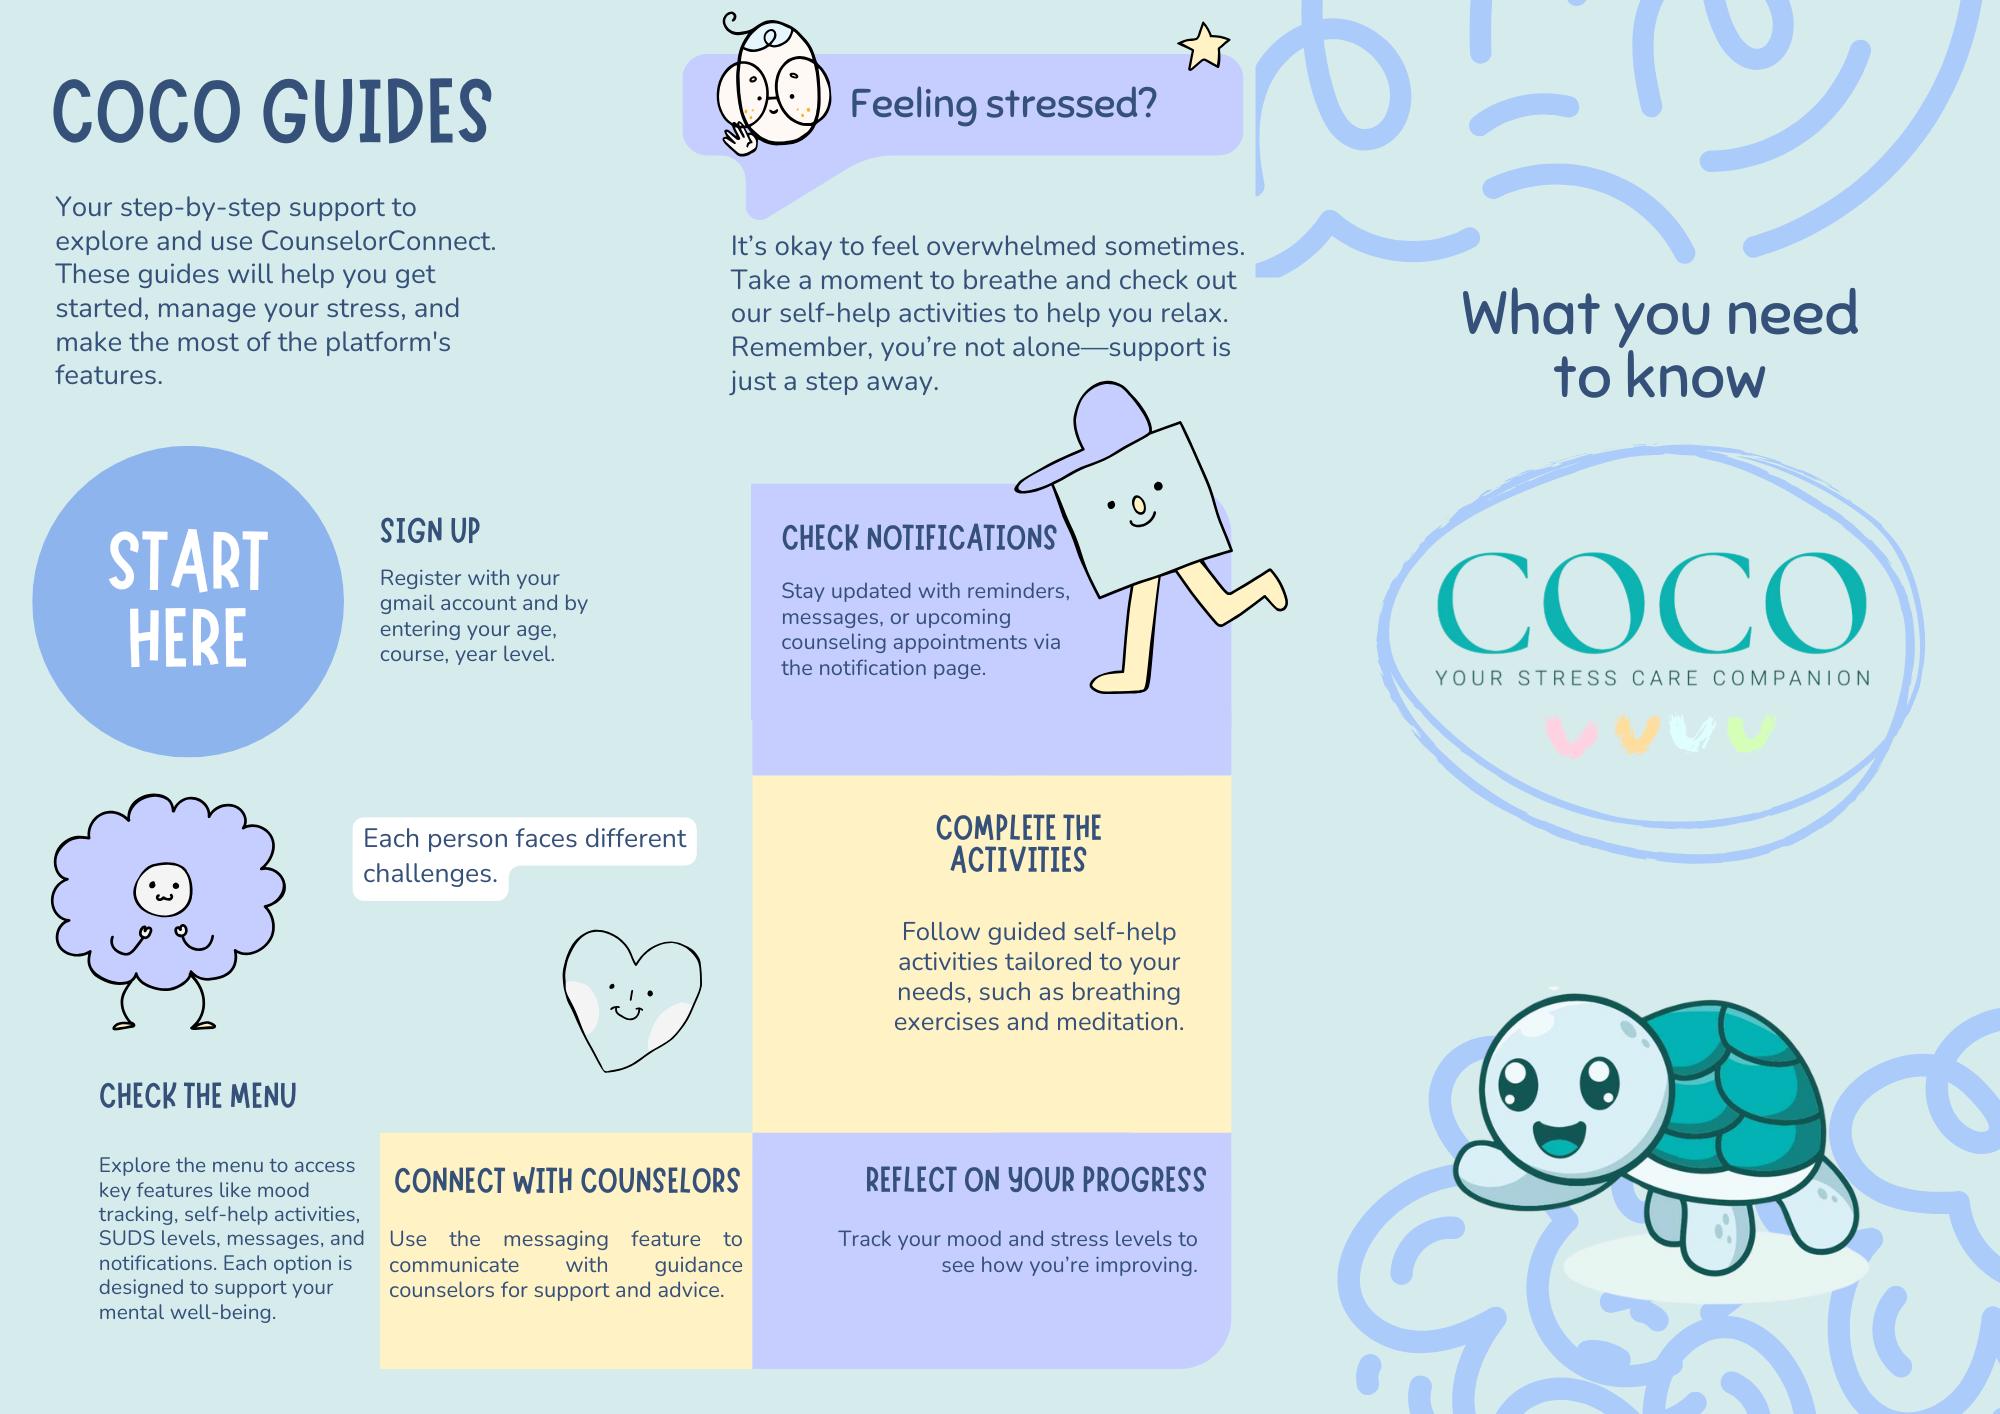 COCO GUIDES
Your step-by-step support to
explore and use CounselorConnect.
These guides will help you get
started, manage your stress, and
make the most of the platform's
features.
START
HERE
SIGN UP
Register with your
gmail account and by
entering your age,
course, year level.
Each person faces different
challenges.
CHECK THE MENU
Explore the menu to access
key features like mood
tracking, self-help activities,
SUDS levels, messages, and
notifications. Each option is
designed to support your
mental well-being.
CONNECT WITH COUNSELORS
Use the messaging feature to
communicate with guidance
counselors for support and advice.
Feeling stressed?
It’s okay to feel overwhelmed sometimes.
Take a moment to breathe and check out
our self-help activities to help you relax.
Remember, you’re not alone—support is
just a step away.
CHECK NOTIFICATIONS
Stay updated with reminders,
messages, or upcoming
counseling appointments via
the notification page.
COMPLETE THE
ACTIVITIES
Follow guided self-help
activities tailored to your
needs, such as breathing
exercises and meditation.
REFLECT ON YOUR PROGRESS
Track your mood and stress levels to
see how you’re improving.
What you need
to know
COCO
YOUR STRESS CARE COMPANION